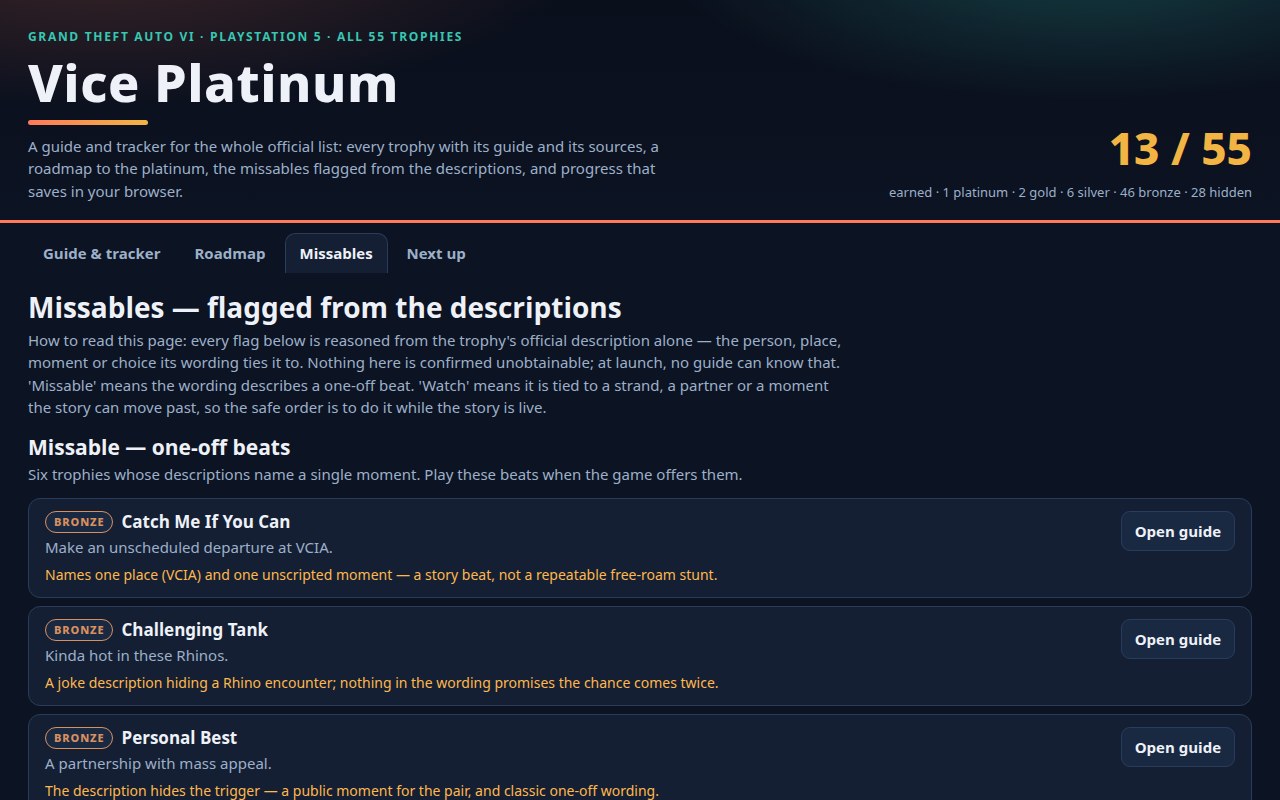 GRAND THEFT AUTO VI · PLAYSTATION 5 · ALL 55 TROPHIES
Vice Platinum
A guide and tracker for the whole official list: every trophy with its guide and its sources, a
roadmap to the platinum, the missables flagged from the descriptions, and progress that
saves in your browser.
13 / 55
earned · 1 platinum · 2 gold · 6 silver · 46 bronze · 28 hidden
Guide & tracker
Roadmap
Missables
Next up
Missables — flagged from the descriptions
How to read this page: every flag below is reasoned from the trophy's official description alone — the person, place,
moment or choice its wording ties it to. Nothing here is confirmed unobtainable; at launch, no guide can know that.
'Missable' means the wording describes a one-off beat. 'Watch' means it is tied to a strand, a partner or a moment
the story can move past, so the safe order is to do it while the story is live.
Missable — one-off beats
Six trophies whose descriptions name a single moment. Play these beats when the game offers them.
BRONZE Catch Me If You Can
Open guide
Make an unscheduled departure at VCIA.
Names one place (VCIA) and one unscripted moment — a story beat, not a repeatable free-roam stunt.
BRONZE Challenging Tank
Open guide
Kinda hot in these Rhinos.
A joke description hiding a Rhino encounter; nothing in the wording promises the chance comes twice.
BRONZE Personal Best
Open guide
A partnership with mass appeal.
The description hides the trigger — a public moment for the pair, and classic one-off wording.